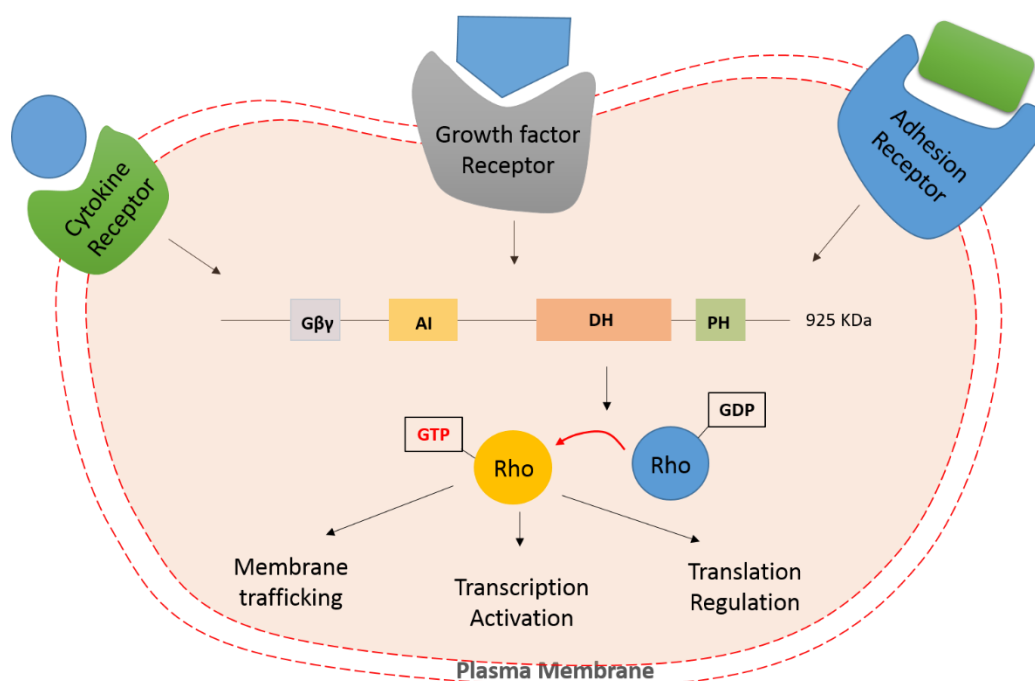 Cytokine
Receptor
Growth factor
Receptor
Adhesion
Receptor
Gβγ
AI
DH
PH
925 KDa
GTP
GDP
Rho
Rho
Membrane
trafficking
Transcription
Activation
Translation
Regulation
Plasma Membrane